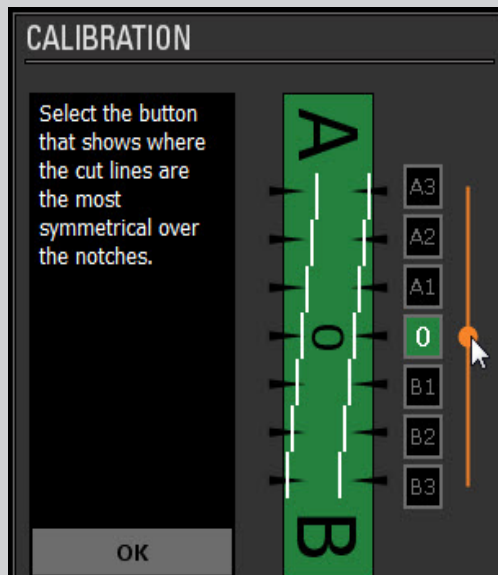 CALIBRATION
Select the button
that shows where
the cut lines are
the most
symmetrical over
the notches.
OK
A
0
B
A3
A2
A1
0
B1
B2
B3